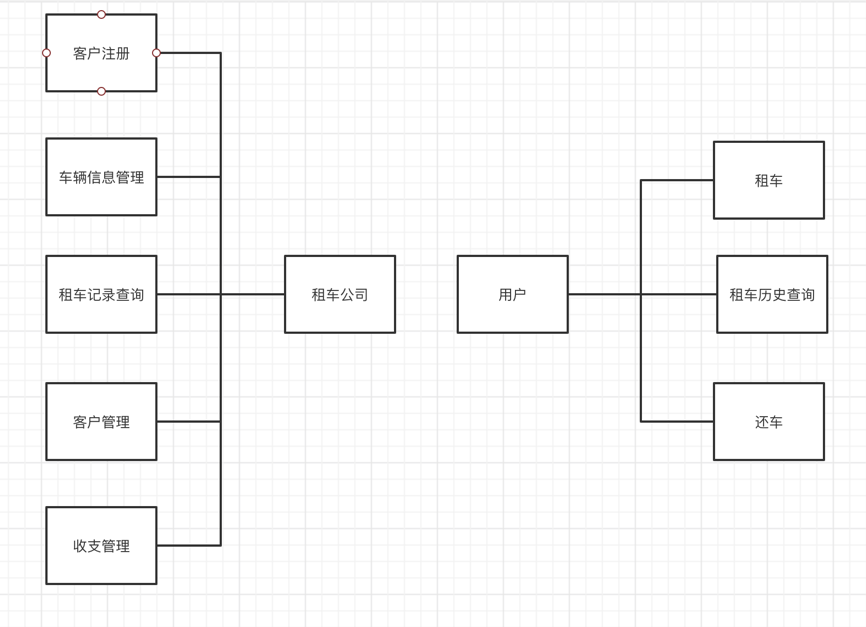 客户注册
车辆信息管理
租车记录查询
客户管理
收支管理
租车公司
用户
租车
租车历史查询
还车